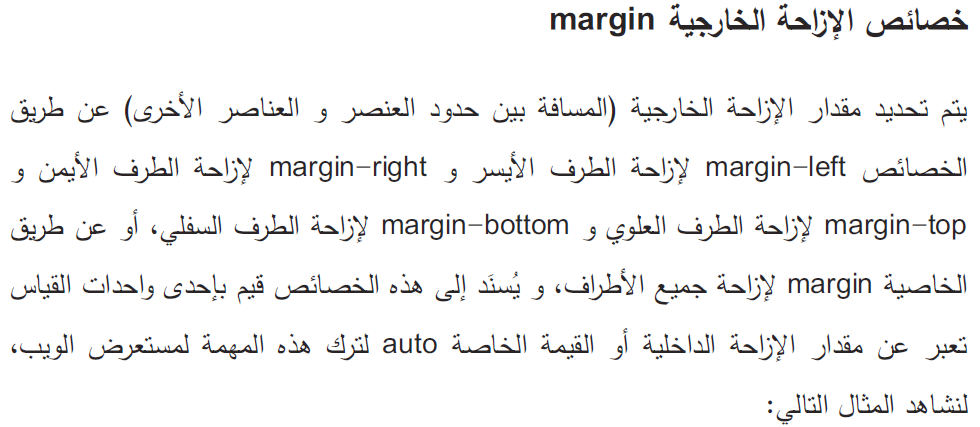 خصائص الإزاحة الخارجية margin
يتم تحديد مقدار الإزاحة الخارجية (المسافة بين حدود العنصر و العناصر الأخرى) عن طريق
الخصائص margin-left لإزاحة الطرف الأيسر و margin-right لإزاحة الطرف الأيمن و
margin-top لإزاحة الطرف العلوي و margin-bottom لإزاحة الطرف السفلي، أو عن طريق
الخاصية margin لإزاحة جميع الأطراف، و يُسنَد إلى هذه الخصائص قيم بإحدى واحدات القياس
تعبر عن مقدار الإزاحة الداخلية أو القيمة الخاصة auto لترك هذه المهمة لمستعرض الويب،
لنشاهد المثال التالي: